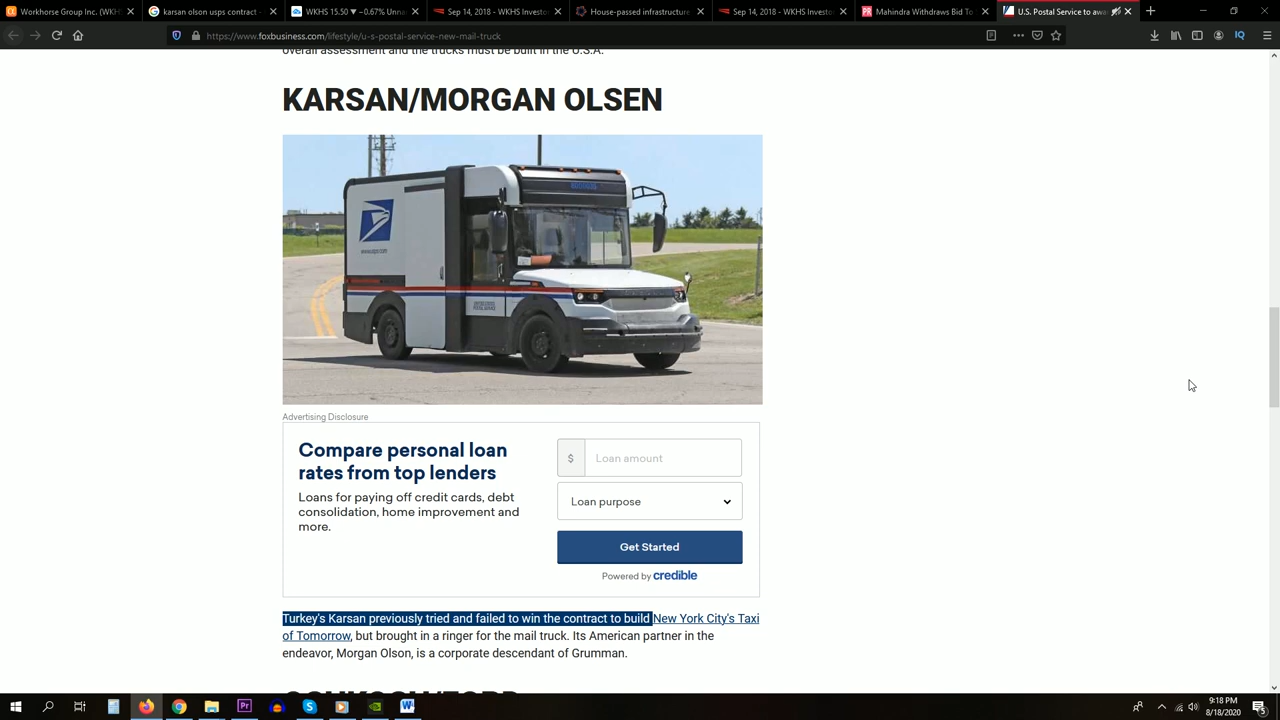 Workhorse Group Inc. (WKH
karsan olson usps contract -
WKHS 15.50 ▼ −0.67% Unna
Sep 14, 2018 - WKHS Investo
House-passed infrastructure
Sep 14, 2018 - WKHS Investo
Mahindra Withdraws Bid To
U.S. Postal Service to awa
https://www.foxbusiness.com/lifestyle/u-s-postal-service-new-mail-truck
IQ
overall assessment and the trucks must be built in the U.S.A.
KARSAN/MORGAN OLSEN
Advertising Disclosure
Compare personal loan
rates from top lenders
Loans for paying off credit cards, debt
consolidation, home improvement and
more.
$ Loan amount
Loan purpose
Get Started
Powered by credible
Turkey's Karsan previously tried and failed to win the contract to build New York City's Taxi
of Tomorrow, but brought in a ringer for the mail truck. Its American partner in the
endeavor, Morgan Olson, is a corporate descendant of Grumman.
9:18 PM
8/18/2020